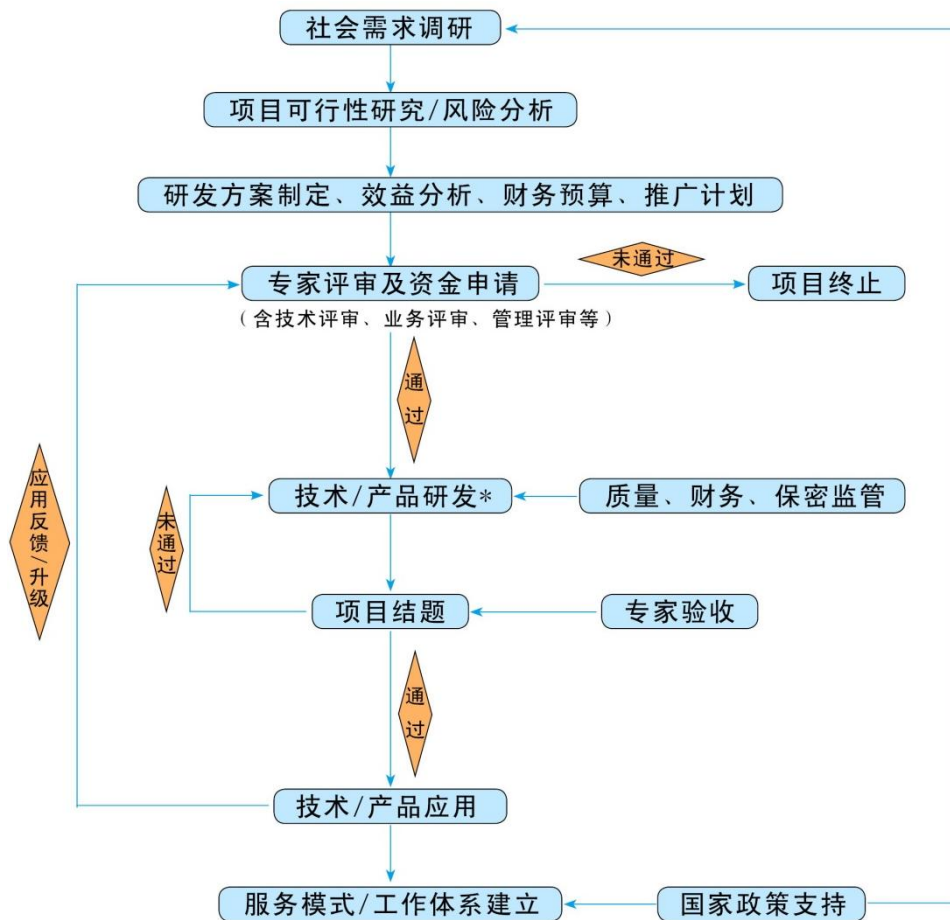 社会需求调研
项目可行性研究/风险分析
研发方案制定、效益分析、财务预算、推广计划
未通过
专家评审及资金申请
项目终止
（含技术评审、业务评审、管理评审等）
通过
应用反馈/升级
未通过
技术/产品研发*
质量、财务、保密监管
项目结题
专家验收
通过
技术/产品应用
服务模式/工作体系建立
国家政策支持